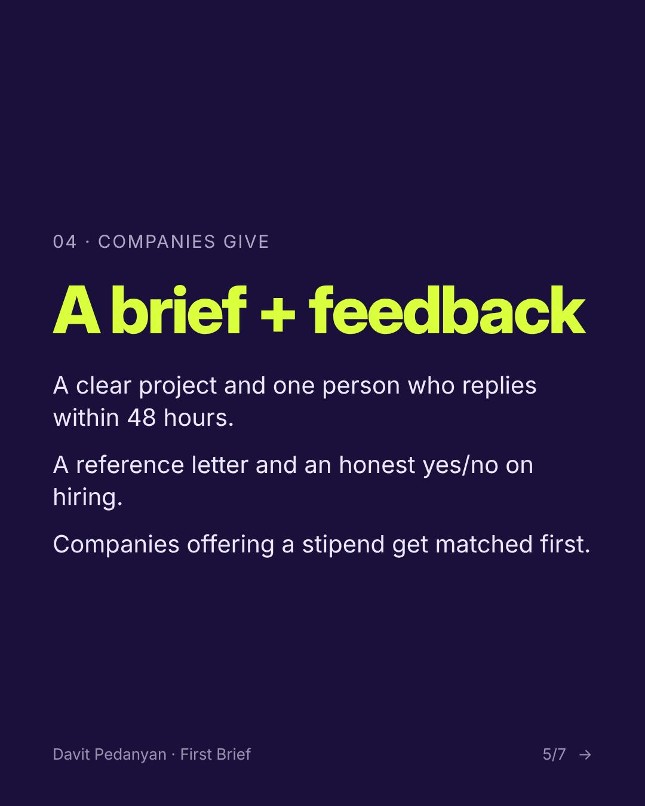 04 · COMPANIES GIVE
A brief + feedback
A clear project and one person who replies
within 48 hours.
A reference letter and an honest yes/no on
hiring.
Companies offering a stipend get matched first.
Davit Pedanyan · First Brief
5/7 →